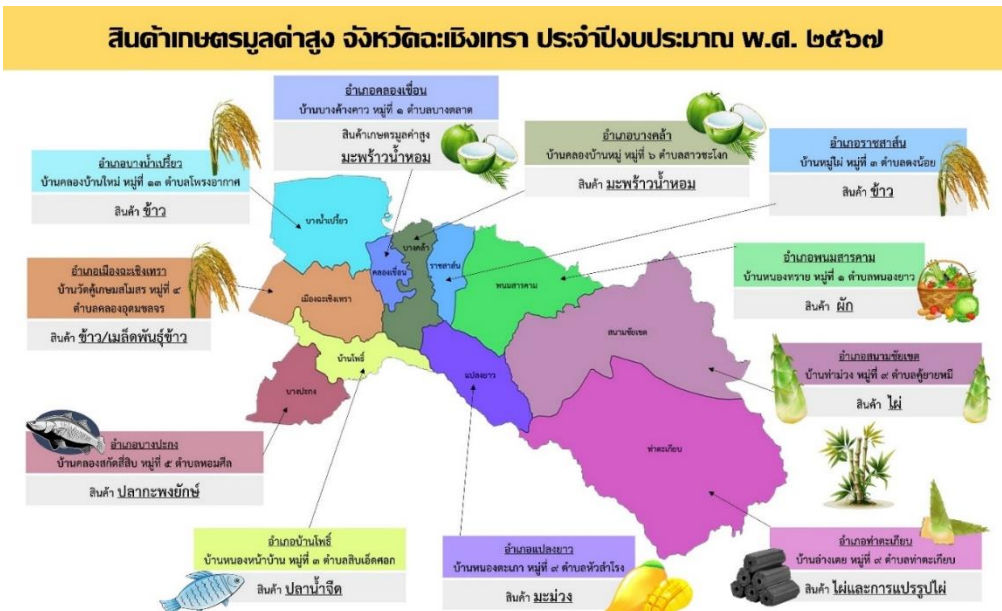 สินค้าเกษตรมูลค่าสูง จังหวัดฉะเชิงเทรา ประจำปีงบประมาณ พ.ศ. ๒๕๖๗
อำเภอคลองเขื่อน
บ้านบางค้างคาว หมู่ที่ ๑ ตำบลบางตลาด
สินค้าเกษตรมูลค่าสูง
มะพร้าวน้ำหอม
อำเภอบางคล้า
บ้านคลองบ้านหมู่ หมู่ที่ ๖ ตำบลสาวชะโงก
สินค้า มะพร้าวน้ำหอม
อำเภอราชสาส์น
บ้านหมู่ไผ่ หมู่ที่ ๓ ตำบลดงน้อย
สินค้า ข้าว
อำเภอบางน้ำเปรี้ยว
บ้านคลองบ้านใหม่ หมู่ที่ ๑๓ ตำบลโพรงอากาศ
สินค้า ข้าว
อำเภอเมืองฉะเชิงเทรา
บ้านวัดคู้เกษมสโมสร หมู่ที่ ๔
ตำบลคลองอุดมชลจร
สินค้า ข้าว/เมล็ดพันธุ์ข้าว
อำเภอพนมสารคาม
บ้านหนองทราย หมู่ที่ ๑ ตำบลหนองยาว
สินค้า ผัก
อำเภอสนามชัยเขต
บ้านท่าม่วง หมู่ที่ ๙ ตำบลคู้ยายหมี
สินค้า ไผ่
บางน้ำเปรี้ยว
คลองเขื่อน
บางคล้า
ราชสาส์น
พนมสารคาม
เมืองฉะเชิงเทรา
สนามชัยเขต
บ้านโพธิ์
บางปะกง
แปลงยาว
ท่าตะเกียบ
อำเภอบางปะกง
บ้านคลองสกัดสี่สิบ หมู่ที่ ๕ ตำบลหอมศีล
สินค้า ปลากะพงยักษ์
อำเภอบ้านโพธิ์
บ้านหนองหน้าบ้าน หมู่ที่ ๓ ตำบลสิบเอ็ดศอก
สินค้า ปลาน้ำจืด
อำเภอแปลงยาว
บ้านหนองตะเภา หมู่ที่ ๙ ตำบลหัวสำโรง
สินค้า มะม่วง
อำเภอท่าตะเกียบ
บ้านอ่างเตย หมู่ที่ ๙ ตำบลท่าตะเกียบ
สินค้า ไผ่และการแปรรูปไผ่